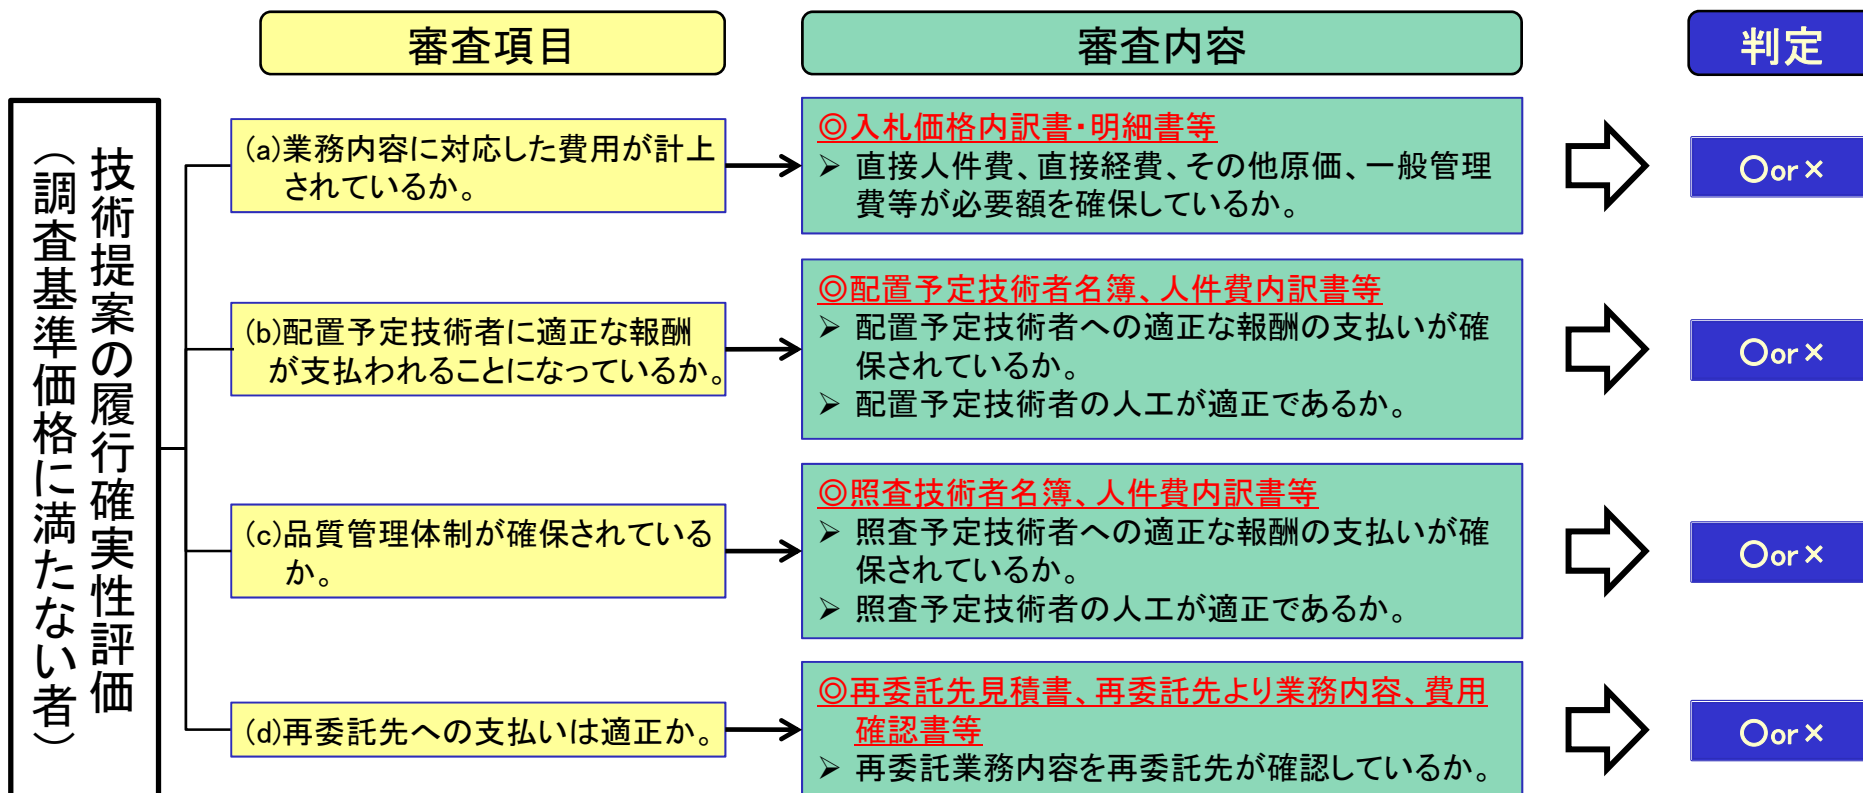 審査項目
審査内容
判定
技術提案の履行確実性評価
（調査基準価格に満たない者）
(a)業務内容に対応した費用が計上
されているか。
◎入札価格内訳書・明細書等
➢ 直接人件費、直接経費、その他原価、一般管理
費等が必要額を確保しているか。
〇or×
(b)配置予定技術者に適正な報酬
が支払われることになっているか。
◎配置予定技術者名簿、人件費内訳書等
➢ 配置予定技術者への適正な報酬の支払いが確
保されているか。
➢ 配置予定技術者の人工が適正であるか。
〇or×
(c)品質管理体制が確保されている
か。
◎照査技術者名簿、人件費内訳書等
➢ 照査予定技術者への適正な報酬の支払いが確
保されているか。
➢ 照査予定技術者の人工が適正であるか。
〇or×
(d)再委託先への支払いは適正か。
◎再委託先見積書、再委託先より業務内容、費用
確認書等
➢ 再委託業務内容を再委託先が確認しているか。
〇or×